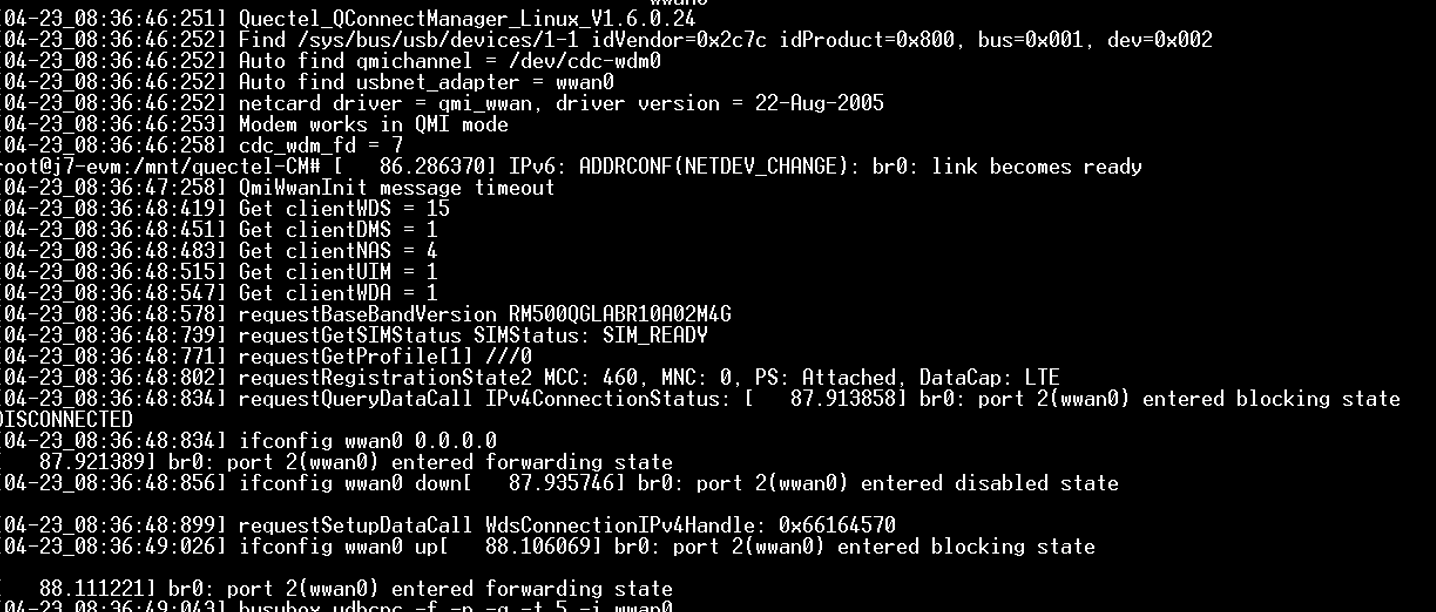 wwan0
[04-23_08:36:46:251] Quectel_QConnectManager_Linux_V1.6.0.24
[04-23_08:36:46:252] Find /sys/bus/usb/devices/1-1 idVendor=0x2c7c idProduct=0x800, bus=0x001, dev=0x002
[04-23_08:36:46:252] Auto find qmichannel = /dev/cdc-wdm0
[04-23_08:36:46:252] Auto find usbnet_adapter = wwan0
[04-23_08:36:46:252] netcard driver = qmi_wwan, driver version = 22-Aug-2005
[04-23_08:36:46:253] Modem works in QMI mode
[04-23_08:36:46:258] cdc_wdm_fd = 7
root@j7-evm:/mnt/quectel-CM# [   86.286370] IPv6: ADDRCONF(NETDEV_CHANGE): br0: link becomes ready
[04-23_08:36:47:258] QmiWwanInit message timeout
[04-23_08:36:48:419] Get clientWDS = 15
[04-23_08:36:48:451] Get clientDMS = 1
[04-23_08:36:48:483] Get clientNAS = 4
[04-23_08:36:48:515] Get clientUIM = 1
[04-23_08:36:48:547] Get clientWDA = 1
[04-23_08:36:48:578] requestBaseBandVersion RM500QGLABR10A02M4G
[04-23_08:36:48:739] requestGetSIMStatus SIMStatus: SIM_READY
[04-23_08:36:48:771] requestGetProfile[1] ///0
[04-23_08:36:48:802] requestRegistrationState2 MCC: 460, MNC: 0, PS: Attached, DataCap: LTE
[04-23_08:36:48:834] requestQueryDataCall IPv4ConnectionStatus: [   87.913858] br0: port 2(wwan0) entered blocking state
DISCONNECTED
[04-23_08:36:48:834] ifconfig wwan0 0.0.0.0
[   87.921389] br0: port 2(wwan0) entered forwarding state
[04-23_08:36:48:856] ifconfig wwan0 down[   87.935746] br0: port 2(wwan0) entered disabled state
[04-23_08:36:48:899] requestSetupDataCall WdsConnectionIPv4Handle: 0x66164570
[04-23_08:36:49:026] ifconfig wwan0 up[   88.106069] br0: port 2(wwan0) entered blocking state
[   88.111221] br0: port 2(wwan0) entered forwarding state
[04-23_08:36:49:043] busybox udhcpc -f -n -q -t 5 -i wwan0